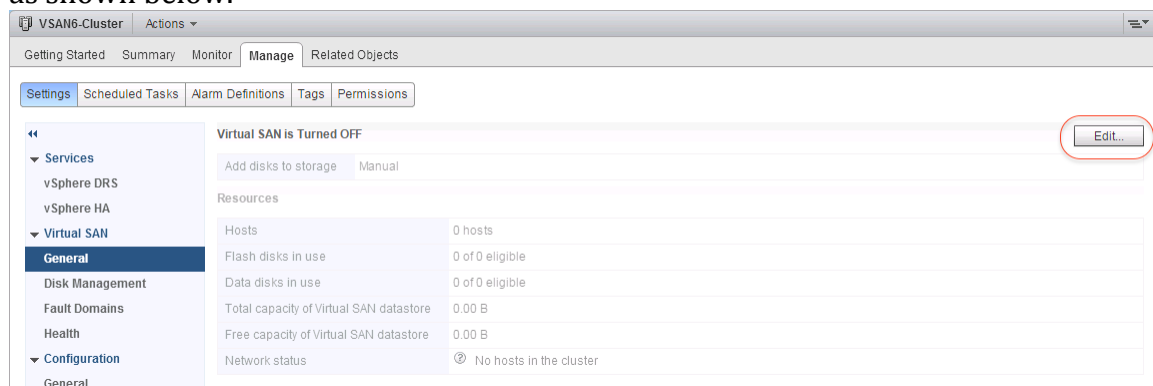 as shown below.
VSAN6-Cluster Actions
Getting Started Summary Monitor Manage Related Objects
Settings Scheduled Tasks Alarm Definitions Tags Permissions
Virtual SAN is Turned OFF Edit...
Services
Add disks to storage Manual
vSphere DRS
Resources
vSphere HA
Virtual SAN
Hosts 0 hosts
General
Flash disks in use 0 of 0 eligible
Disk Management
Data disks in use 0 of 0 eligible
Fault Domains
Total capacity of Virtual SAN datastore 0.00 B
Health
Free capacity of Virtual SAN datastore 0.00 B
Configuration
Network status No hosts in the cluster
General